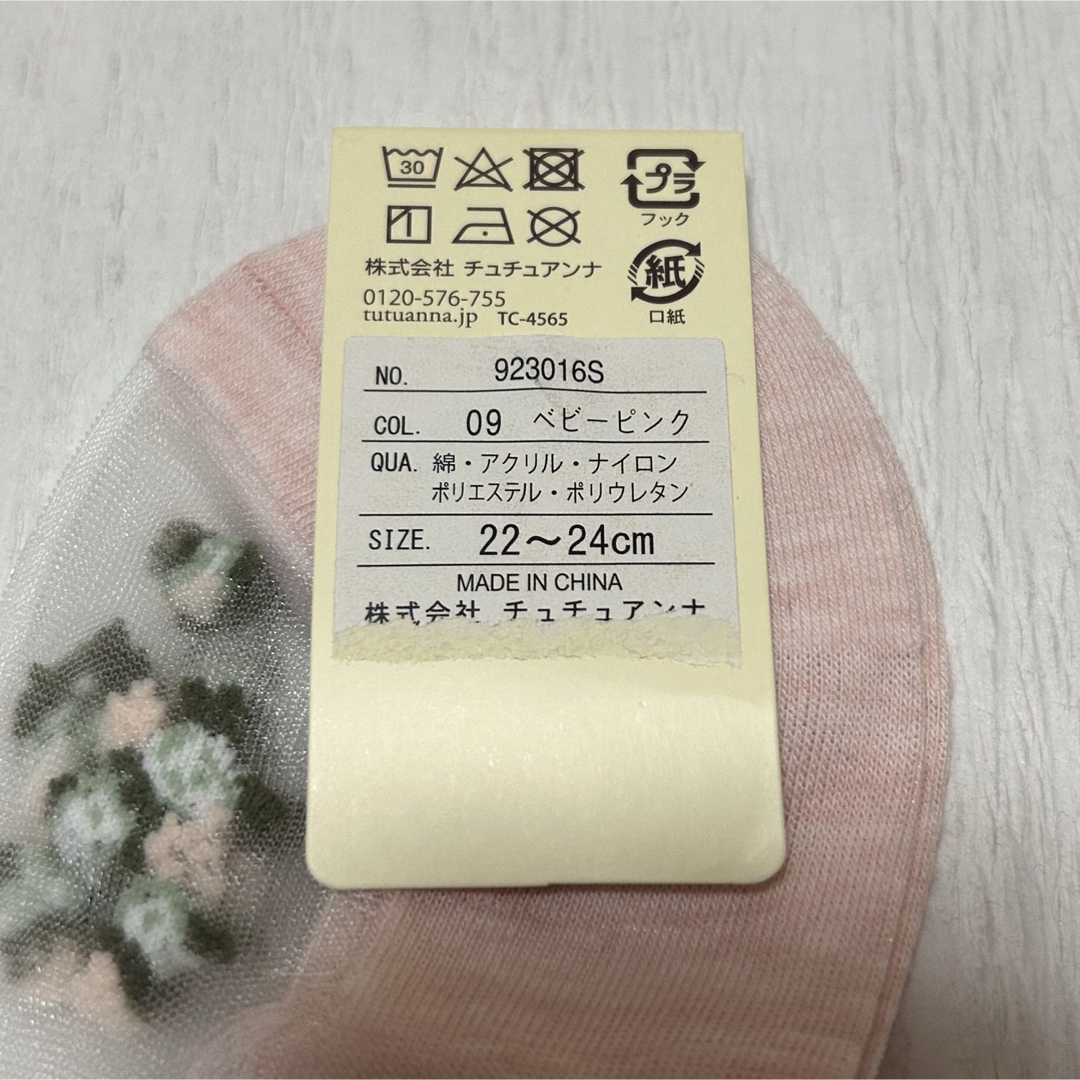 30
プラ
フック
株式会社 チュチュアンナ
紙
0120-576-755
tutuanna.jp TC-4565
口紙
NO. 923016S
COL. 09 ベビーピンク
QUA. 綿・アクリル・ナイロン
ポリエステル・ポリウレタン
SIZE. 22～24cm
MADE IN CHINA
株式会社 チュチュアンナ